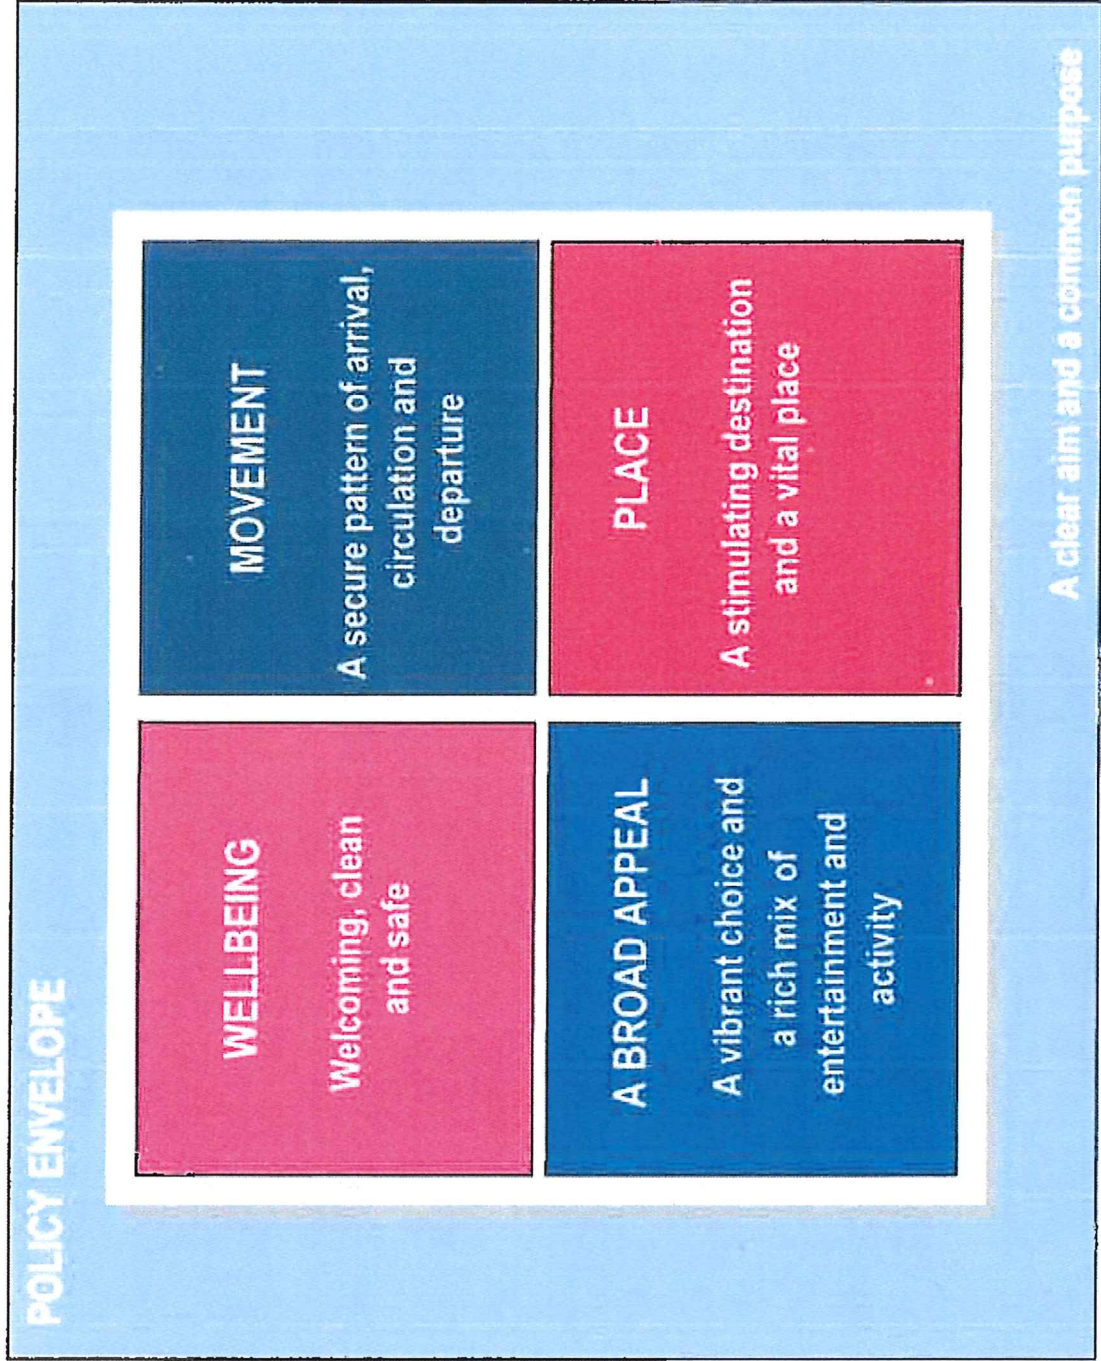 POLICY ENVELOPE
WELLBEING
Welcoming, clean
and safe
MOVEMENT
A secure pattern of arrival,
circulation and
departure
A BROAD APPEAL
A vibrant choice and
a rich mix of
entertainment and
activity
PLACE
A stimulating destination
and a vital place
A clear aim and a common purpose